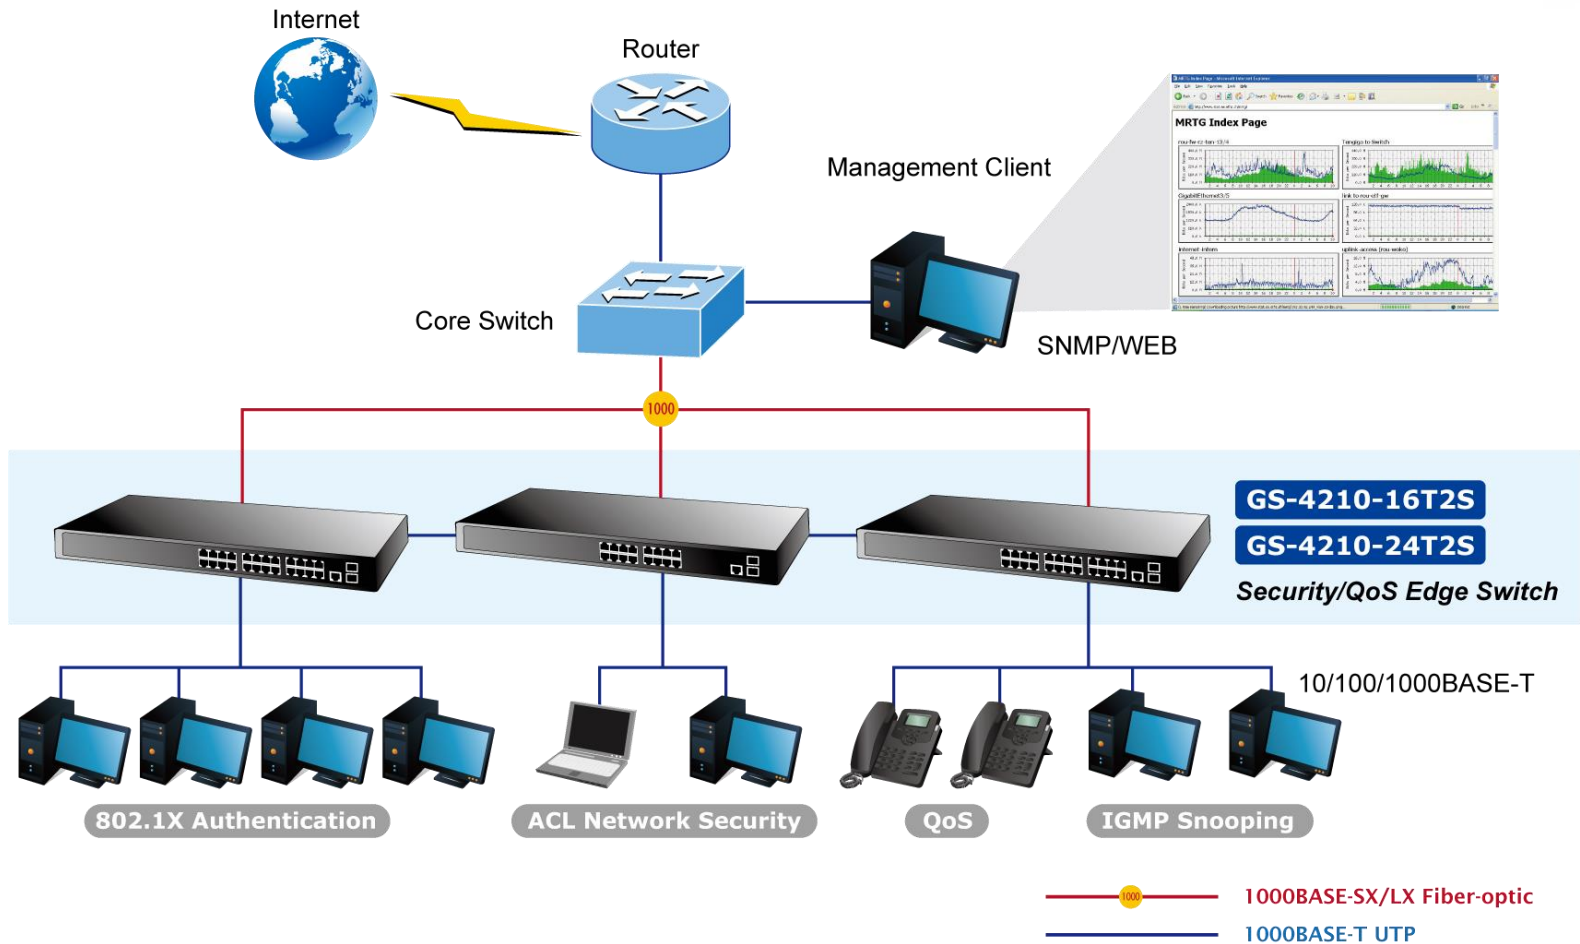 Internet
Router
Management Client
MRTG Index Page
GigabitEthernet3/5
Core Switch
SNMP/WEB
1000
GS-4210-16T2S
GS-4210-24T2S
Security/QoS Edge Switch
10/100/1000BASE-T
802.1X Authentication
ACL Network Security
QoS
IGMP Snooping
1000 1000BASE-SX/LX Fiber-optic
1000BASE-T UTP